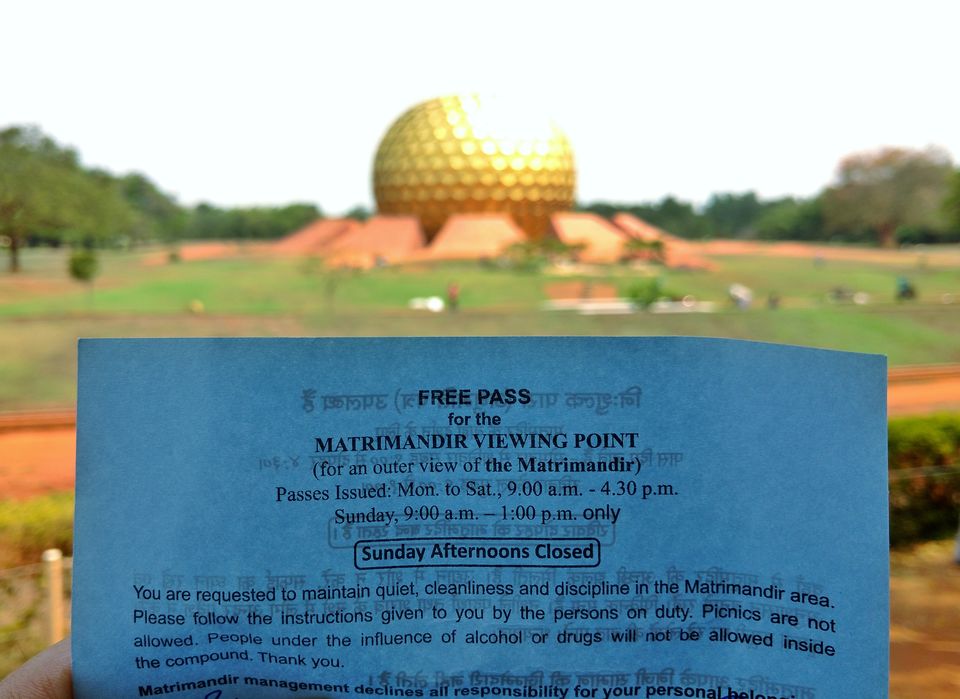 FREE PASS
for the
MATRIMANDIR VIEWING POINT
(for an outer view of the Matrimandir)
Passes Issued: Mon. to Sat., 9.00 a.m. - 4.30 p.m.
Sunday, 9:00 a.m. – 1:00 p.m. only
Sunday Afternoons Closed
You are requested to maintain quiet, cleanliness and discipline in the Matrimandir area.
Please follow the instructions given to you by the persons on duty. Picnics are not
allowed. People under the influence of alcohol or drugs will not be allowed inside
the compound. Thank you.
Matrimandir management declines all responsibility for your personal